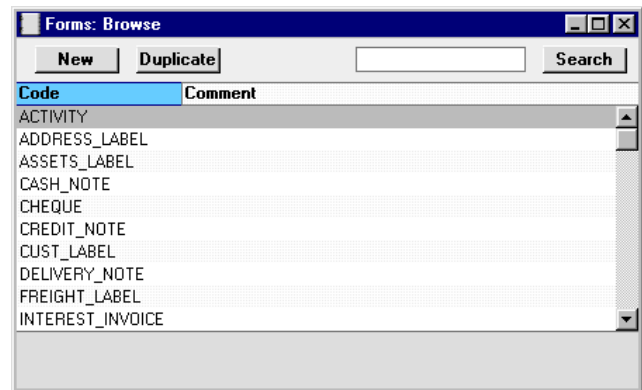 Forms: Browse
New Duplicate Search
Code Comment
ACTIVITY
ADDRESS_LABEL
ASSETS_LABEL
CASH_NOTE
CHEQUE
CREDIT_NOTE
CUST_LABEL
DELIVERY_NOTE
FREIGHT_LABEL
INTEREST_INVOICE